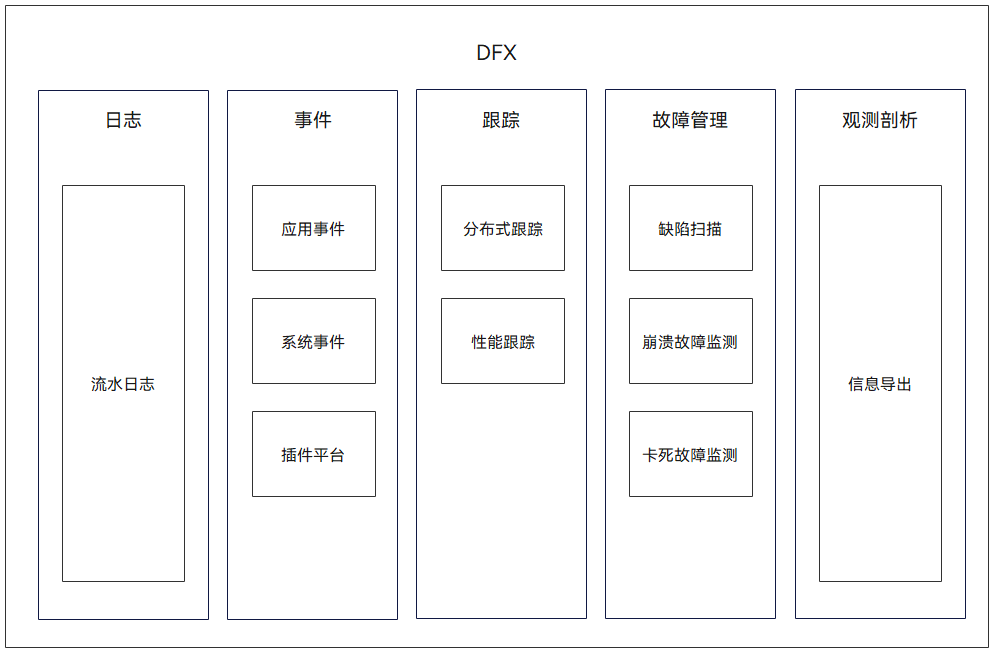 DFX
日志
流水日志
事件
应用事件
系统事件
插件平台
跟踪
分布式跟踪
性能跟踪
故障管理
缺陷扫描
崩溃故障监测
卡死故障监测
观测剖析
信息导出